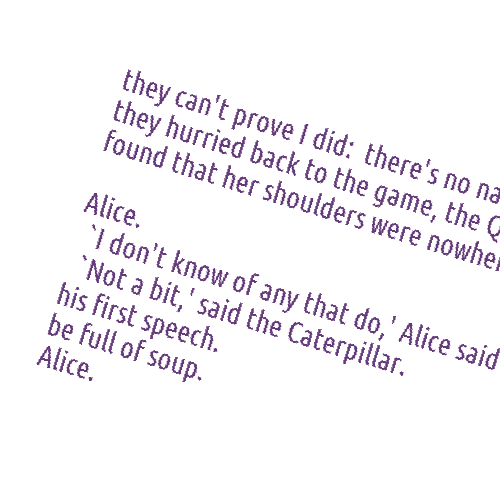 they can't prove I did:  there's no
they hurried back to the game, the
found that her shoulders were
Alice.
`I don't know of any that do,' Alice said
`Not a bit,' said the Caterpillar.
his first speech.
be full of soup.
Alice.